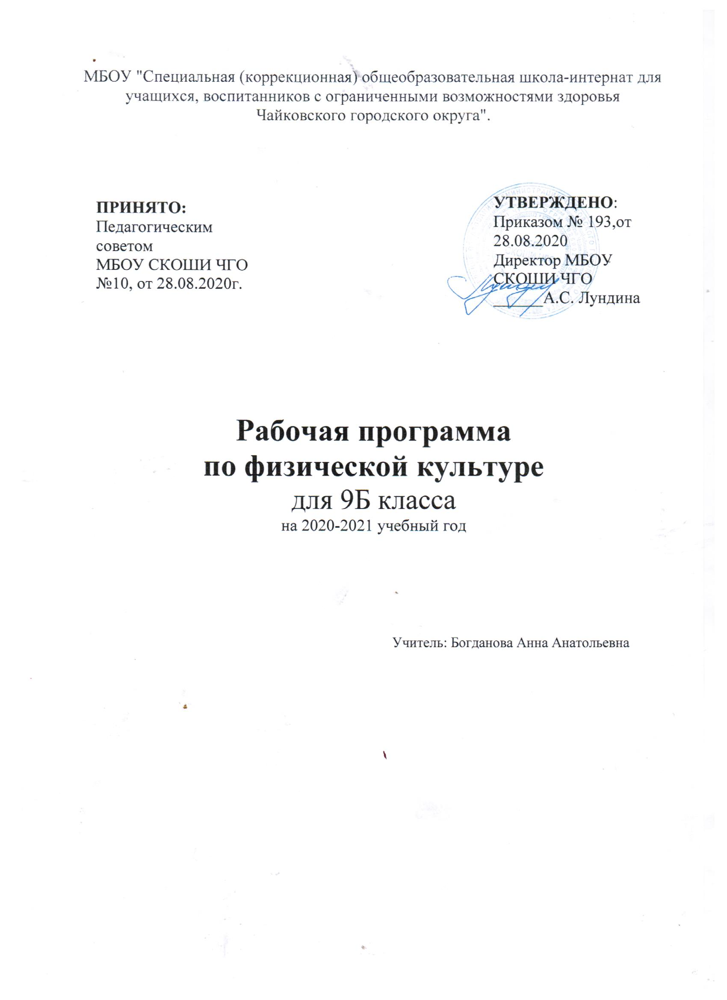 МБОУ "Специальная (коррекционная) общеобразовательная школа-интернат для
учащихся, воспитанников с ограниченными возможностями здоровья
Чайковского городского округа".
ПРИНЯТО:
Педагогическим
советом
МБОУ СКОШИ ЧГО
№10, от 28.08.2020г.
УТВЕРЖДЕНО:
Приказом № 193,от
28.08.2020
Директор МБОУ
СКОШИ ЧГО
______А.С. Лундина
Рабочая программа
по физической культуре
для 9Б класса
на 2020-2021 учебный год
Учитель: Богданова Анна Анатольевна